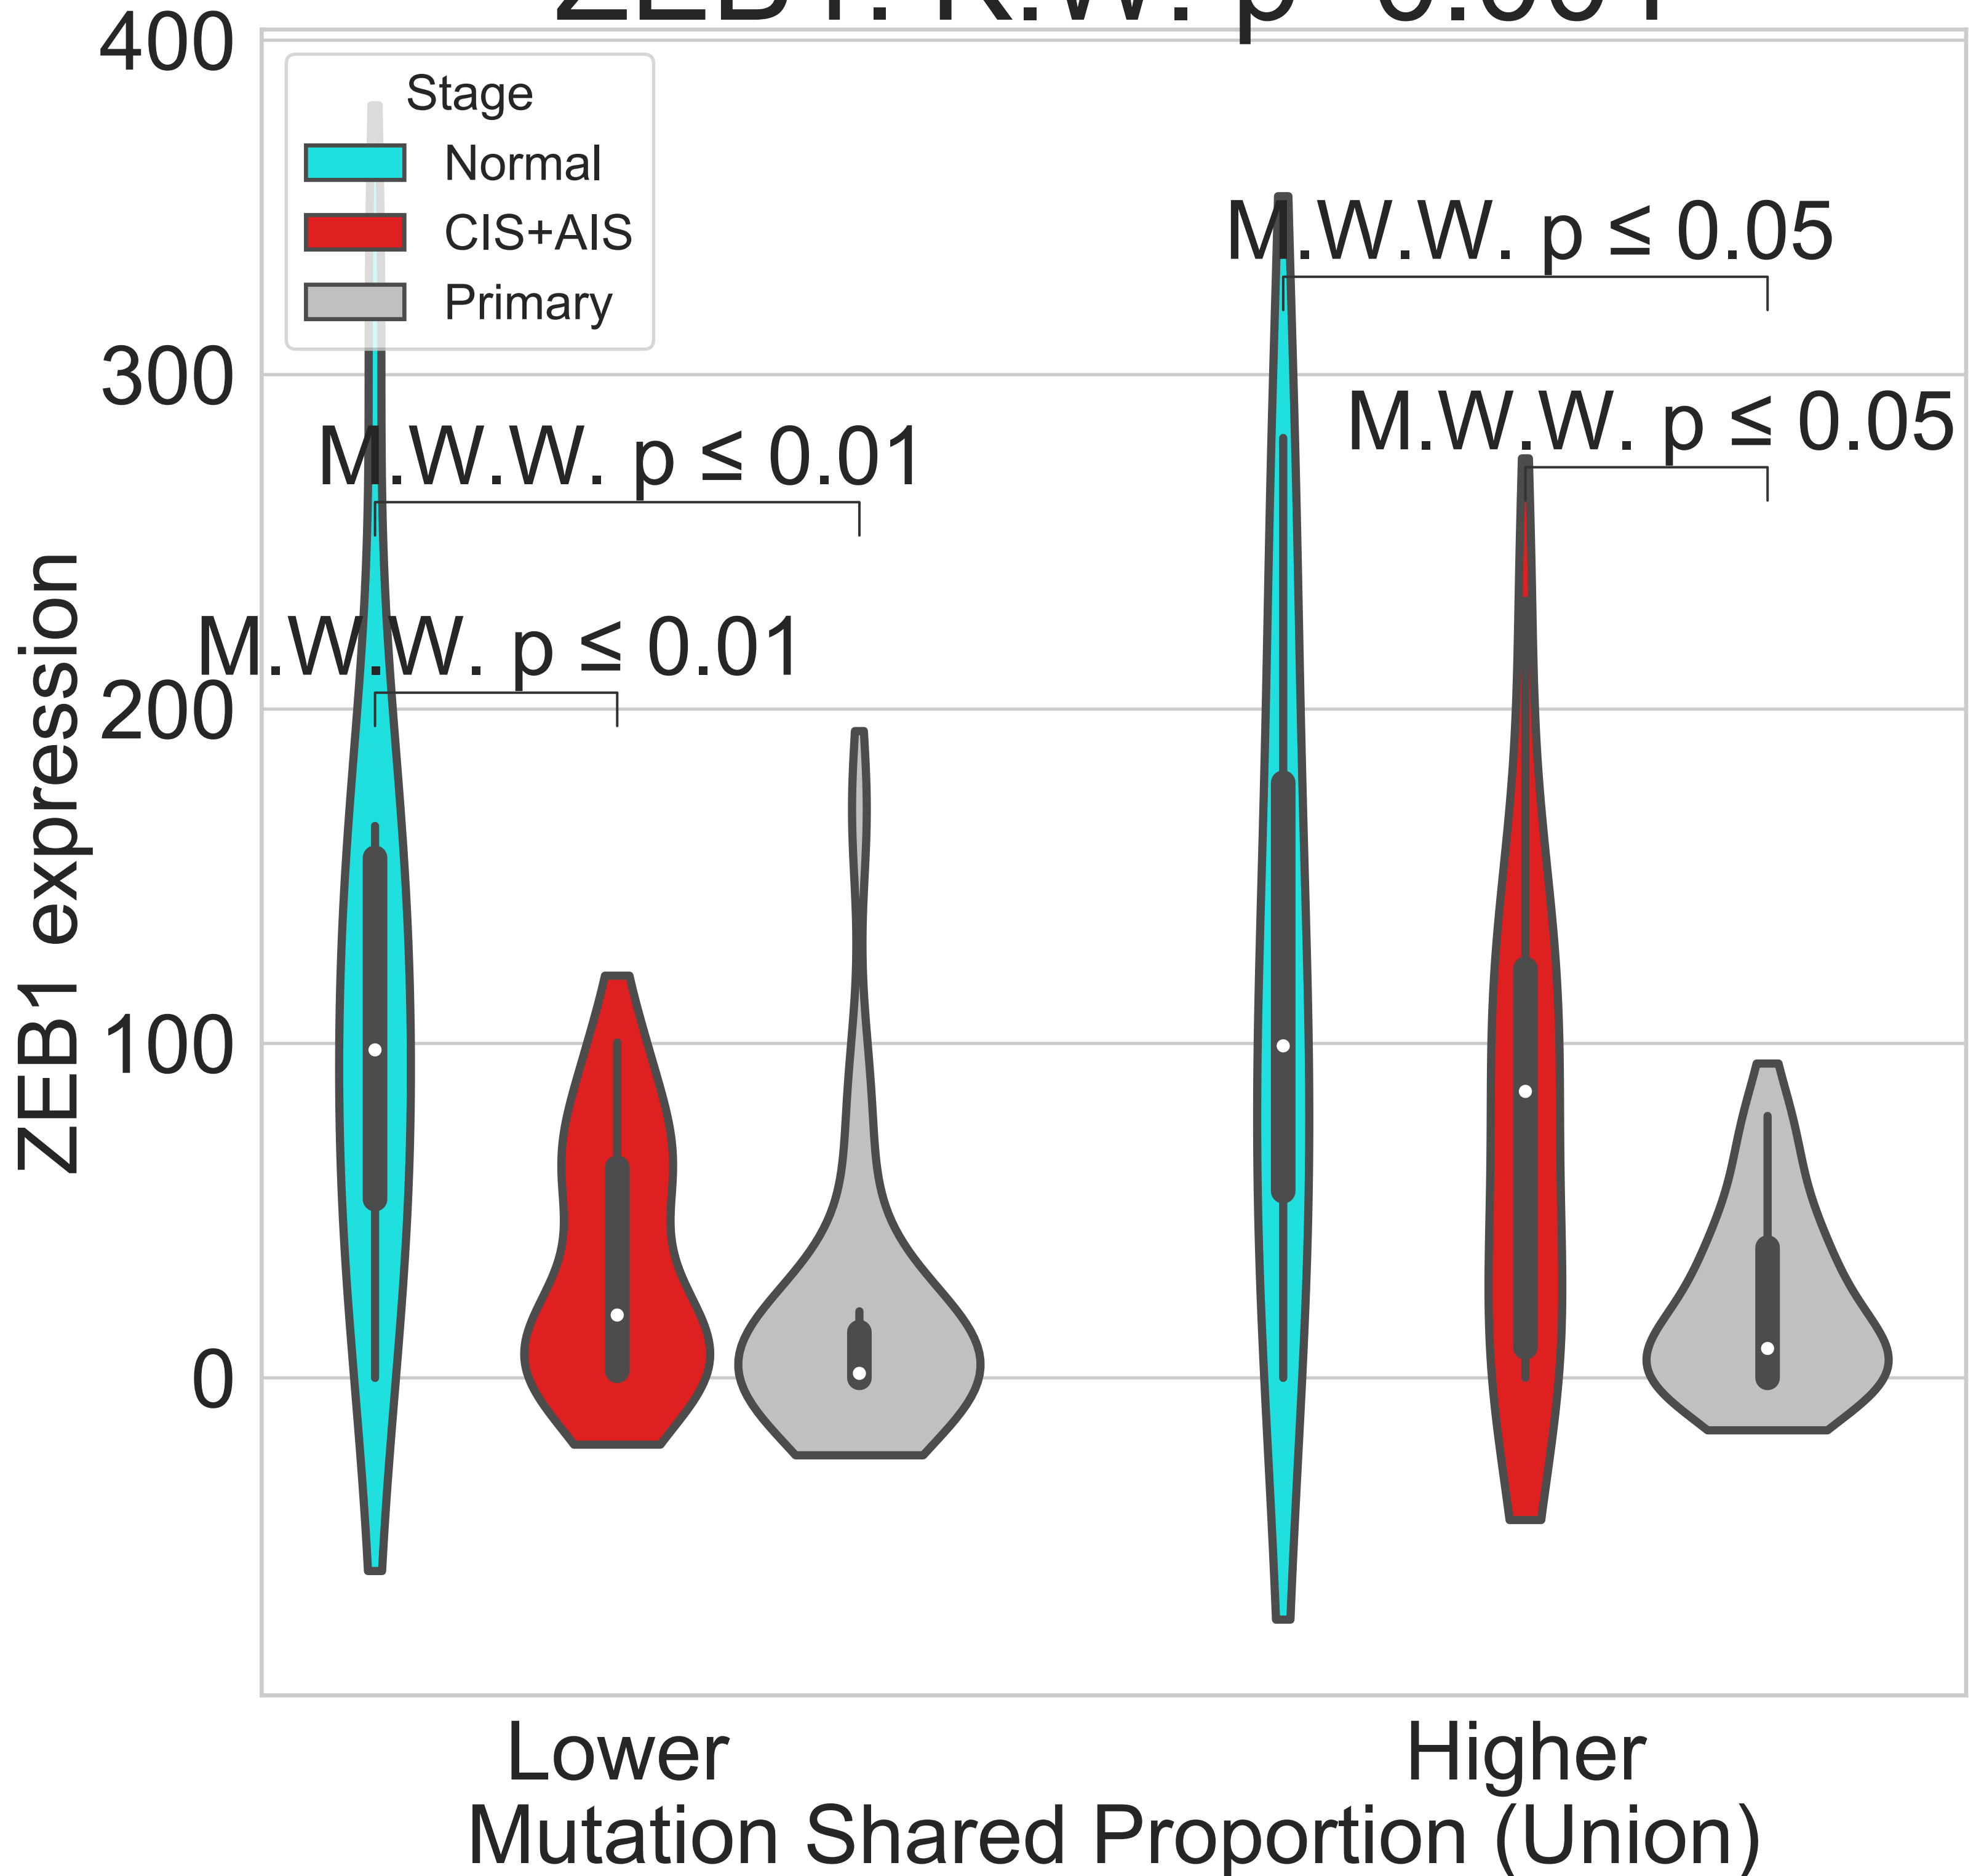 ZEB1: K.W. p
400
Stage
Normal
CIS+AIS
Primary
M.W.W. p ≤ 0.05
300
M.W.W. p ≤ 0.05
M.W.W. p ≤ 0.01
M.W.W. p ≤ 0.01
200
ZEB1 expression
100
0
Lower
Higher
Mutation Shared Proportion (Union)